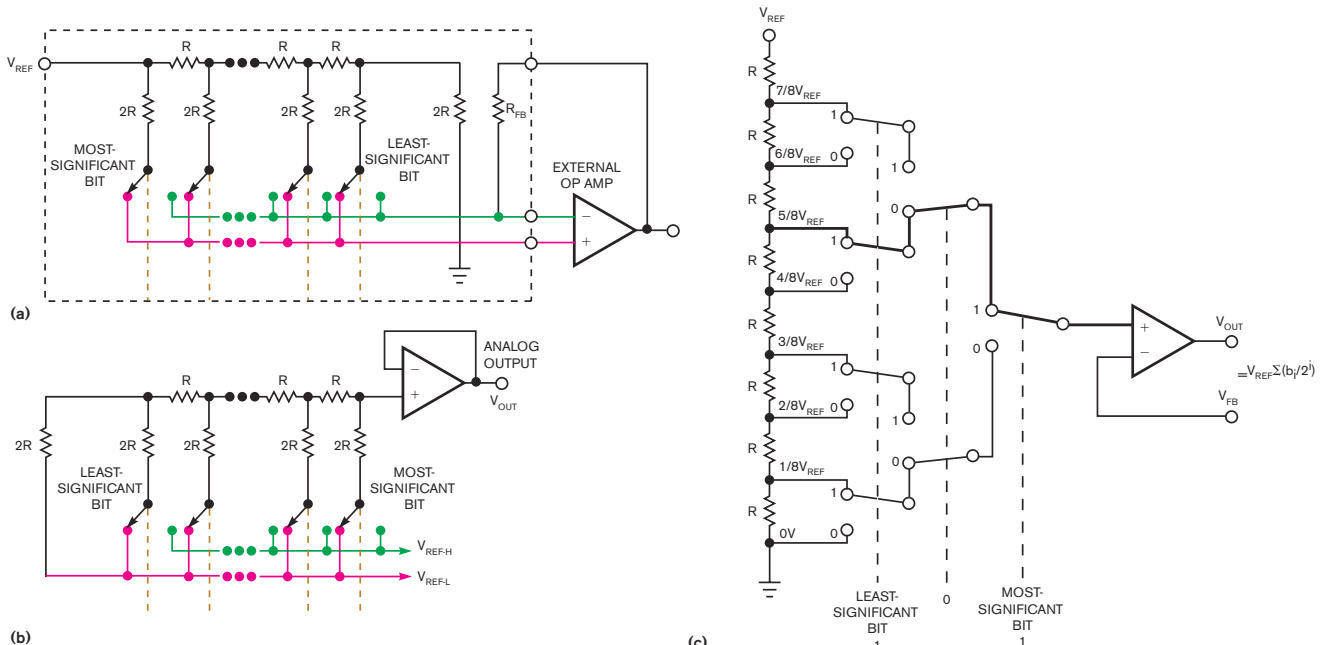 V_REF
R
R
R
2R
2R
2R
2R
2R
R_FB
MOST-
SIGNIFICANT
BIT
LEAST-
SIGNIFICANT
BIT
EXTERNAL
OP AMP
−
+
(a)
R
R
R
2R
2R
2R
2R
2R
−
+
ANALOG
OUTPUT
V_OUT
LEAST-
SIGNIFICANT
BIT
MOST-
SIGNIFICANT
BIT
V_REF-H
V_REF-L
(b)
V_REF
R
7/8V_REF
1
R
6/8V_REF 0
1
R
5/8V_REF
1
0
R
4/8V_REF 0
R
3/8V_REF
1
R
2/8V_REF 0
1
R
1/8V_REF
1
0
R
0V 0
1
0
+
−
V_OUT
=V_REFΣ(b_i/2^i)
V_FB
LEAST-
SIGNIFICANT
BIT
1
0
MOST-
SIGNIFICANT
BIT
1
(c)